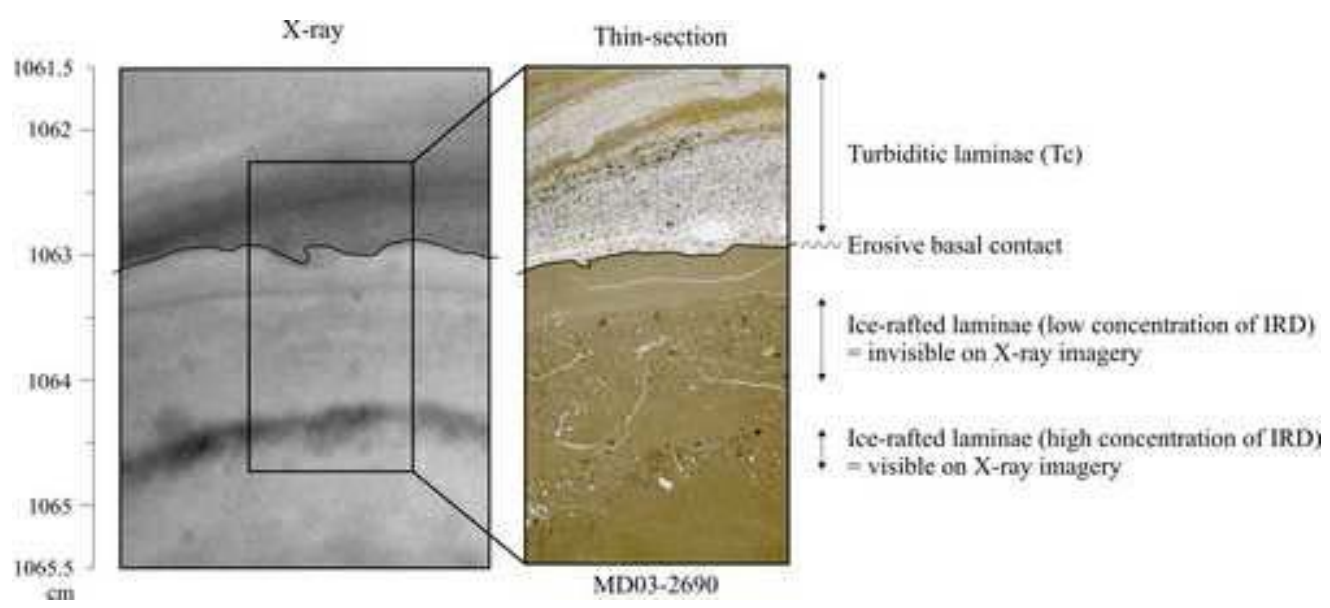 X-ray
Thin-section
1061.5
1062
1063
1064
1065
1065.5
cm
Turbiditic laminae (Tc)
Erosive basal contact
Ice-rafted laminae (low concentration of IRD)
= invisible on X-ray imagery
Ice-rafted laminae (high concentration of IRD)
= visible on X-ray imagery
MD03-2690